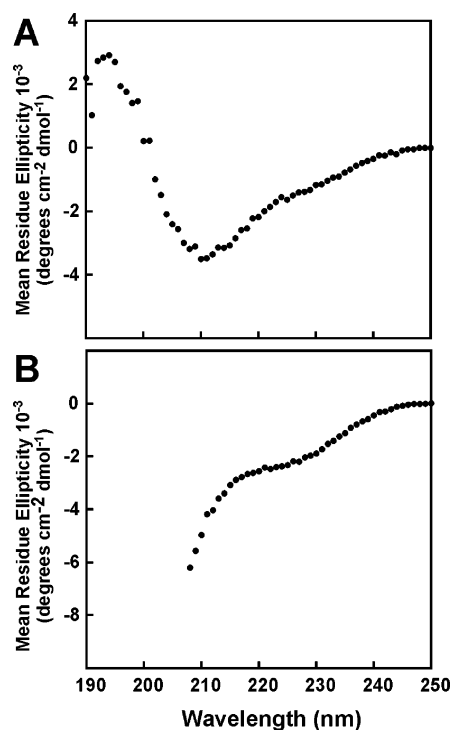 A
4
2
0
-2
-4
Mean Residue Ellipticity 10-3
(degrees cm-2 dmol-1)
B
0
-2
-4
-6
-8
Mean Residue Ellipticity 10-3
(degrees cm-2 dmol-1)
190 200 210 220 230 240 250
Wavelength (nm)